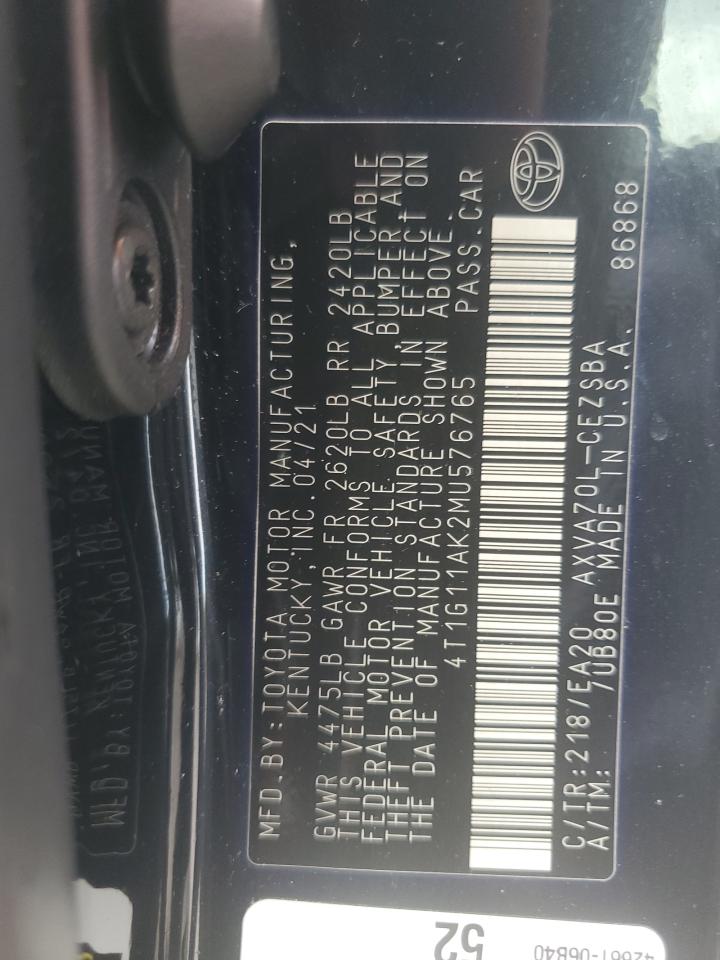 MFD.BY:TOYOTA MOTOR MANUFACTURING,
KENTUCKY,INC.04/21
GVWR 4475LB GAWR FR 2620LB RR 2420LB
THIS VEHICLE CONFORMS TO ALL APPLICABLE
FEDERAL MOTOR VEHICLE SAFETY,BUMPER,AND
THEFT PREVENTION STANDARDS IN EFFECT ON
THE DATE OF MANUFACTURE SHOWN ABOVE.
4T1G11AK2MU576765 PASS.CAR
C/TR:218/EA20 AXVA70L-CEZSBA
A/TM: /UB80E MADE IN U.S.A. 86868
52
42661-06B40